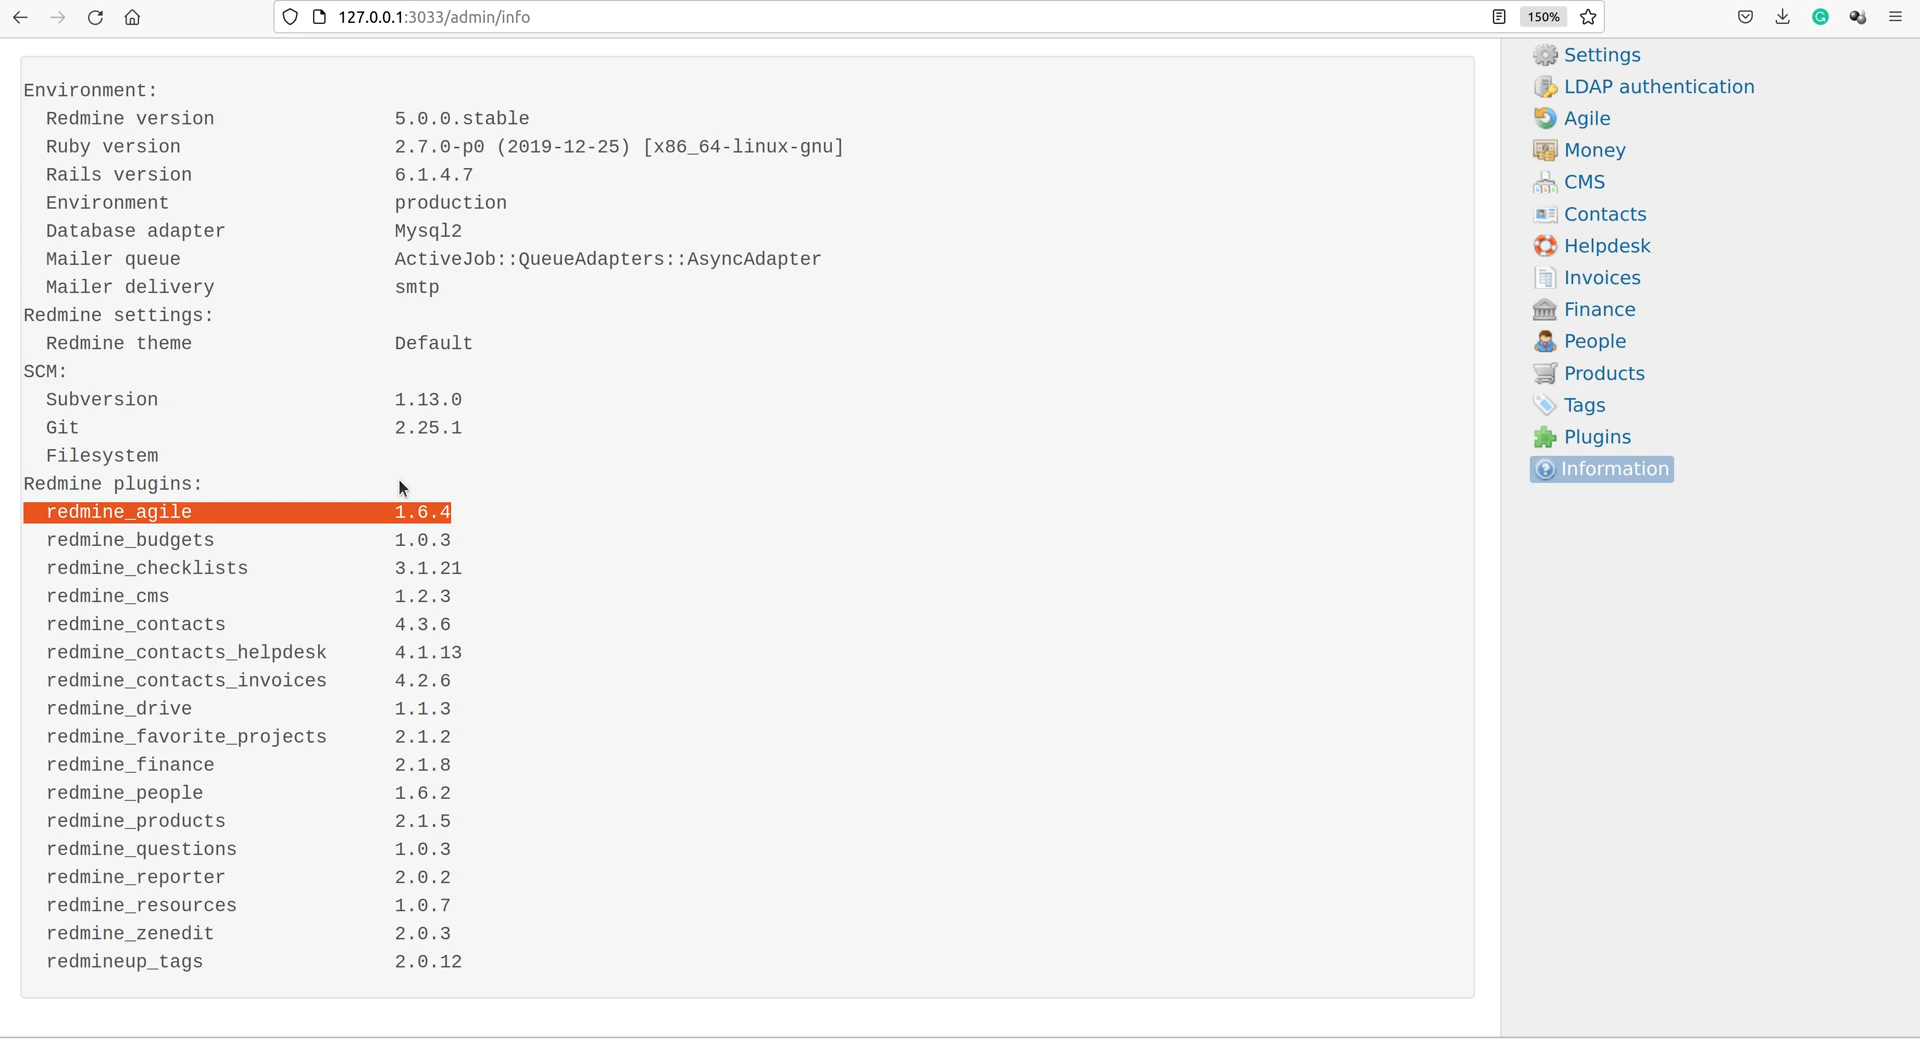 127.0.0.1:3033/admin/info
150%
Environment:
Redmine version 5.0.0.stable
Ruby version 2.7.0-p0 (2019-12-25) [x86_64-linux-gnu]
Rails version 6.1.4.7
Environment production
Database adapter Mysql2
Mailer queue ActiveJob::QueueAdapters::AsyncAdapter
Mailer delivery smtp
Redmine settings:
Redmine theme Default
SCM:
Subversion 1.13.0
Git 2.25.1
Filesystem
Redmine plugins:
redmine_agile 1.6.4
redmine_budgets 1.0.3
redmine_checklists 3.1.21
redmine_cms 1.2.3
redmine_contacts 4.3.6
redmine_contacts_helpdesk 4.1.13
redmine_contacts_invoices 4.2.6
redmine_drive 1.1.3
redmine_favorite_projects 2.1.2
redmine_finance 2.1.8
redmine_people 1.6.2
redmine_products 2.1.5
redmine_questions 1.0.3
redmine_reporter 2.0.2
redmine_resources 1.0.7
redmine_zenedit 2.0.3
redmineup_tags 2.0.12
Settings
LDAP authentication
Agile
Money
CMS
Contacts
Helpdesk
Invoices
Finance
People
Products
Tags
Plugins
Information